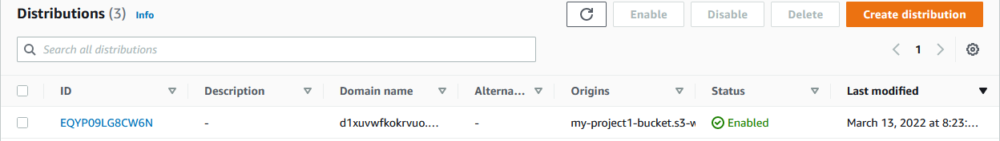 Distributions (3) Info Enable Disable Delete Create distribution
Search all distributions 1
ID Description Domain name Alterna... Origins Status Last modified
EQYP09LG8CW6N - d1xuvwfkokrvuo.... - my-project1-bucket.s3-w Enabled March 13, 2022 at 8:23:...